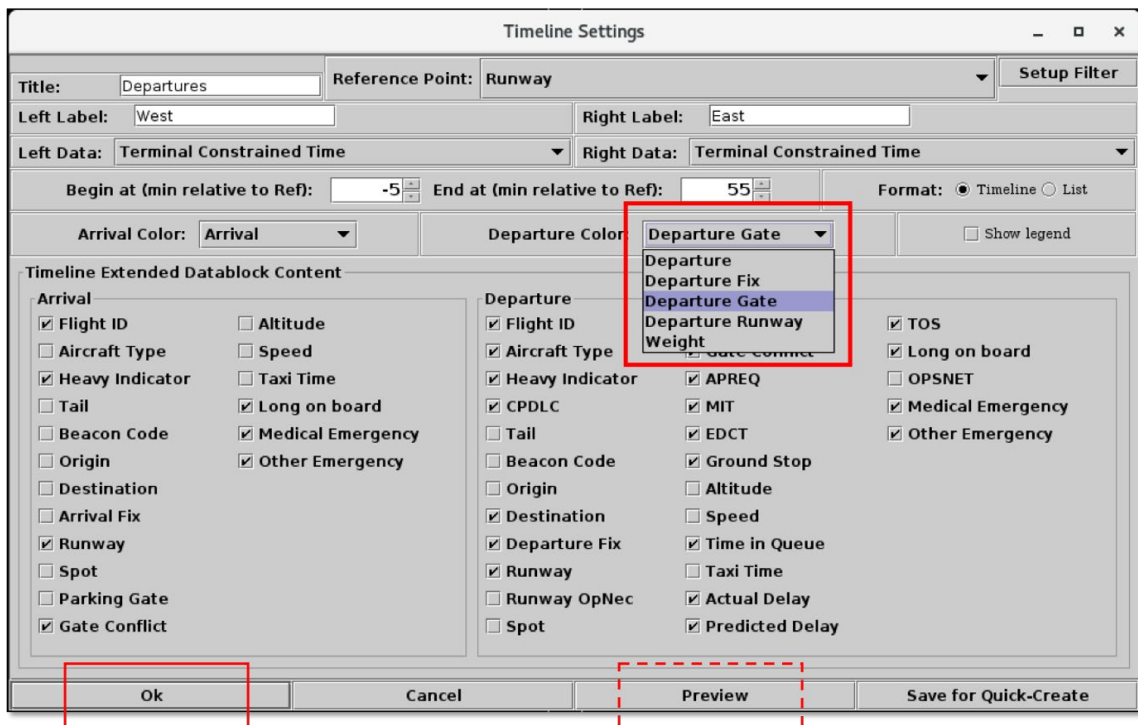 Timeline Settings
Title: Departures Reference Point: Runway Setup Filter
Left Label: West Right Label: East
Left Data: Terminal Constrained Time Right Data: Terminal Constrained Time
Begin at (min relative to Ref): -5 End at (min relative to Ref): 55 Format: Timeline List
Arrival Color: Arrival Departure Color: Departure Gate Show legend
Departure
Departure Fix
Departure Gate
Departure Runway
Weight
Timeline Extended Datablock Content
Arrival Departure
Flight ID Altitude Flight ID TOS
Aircraft Type Speed Aircraft Type Gate Conflict Long on board
Heavy Indicator Taxi Time Heavy Indicator APREQ OPSNET
Tail Long on board CPDLC MIT Medical Emergency
Beacon Code Medical Emergency Tail EDCT Other Emergency
Origin Other Emergency Beacon Code Ground Stop
Destination Origin Altitude
Arrival Fix Destination Speed
Runway Departure Fix Time in Queue
Spot Runway Taxi Time
Parking Gate Runway OpNec Actual Delay
Gate Conflict Spot Predicted Delay
Ok Cancel Preview Save for Quick-Create